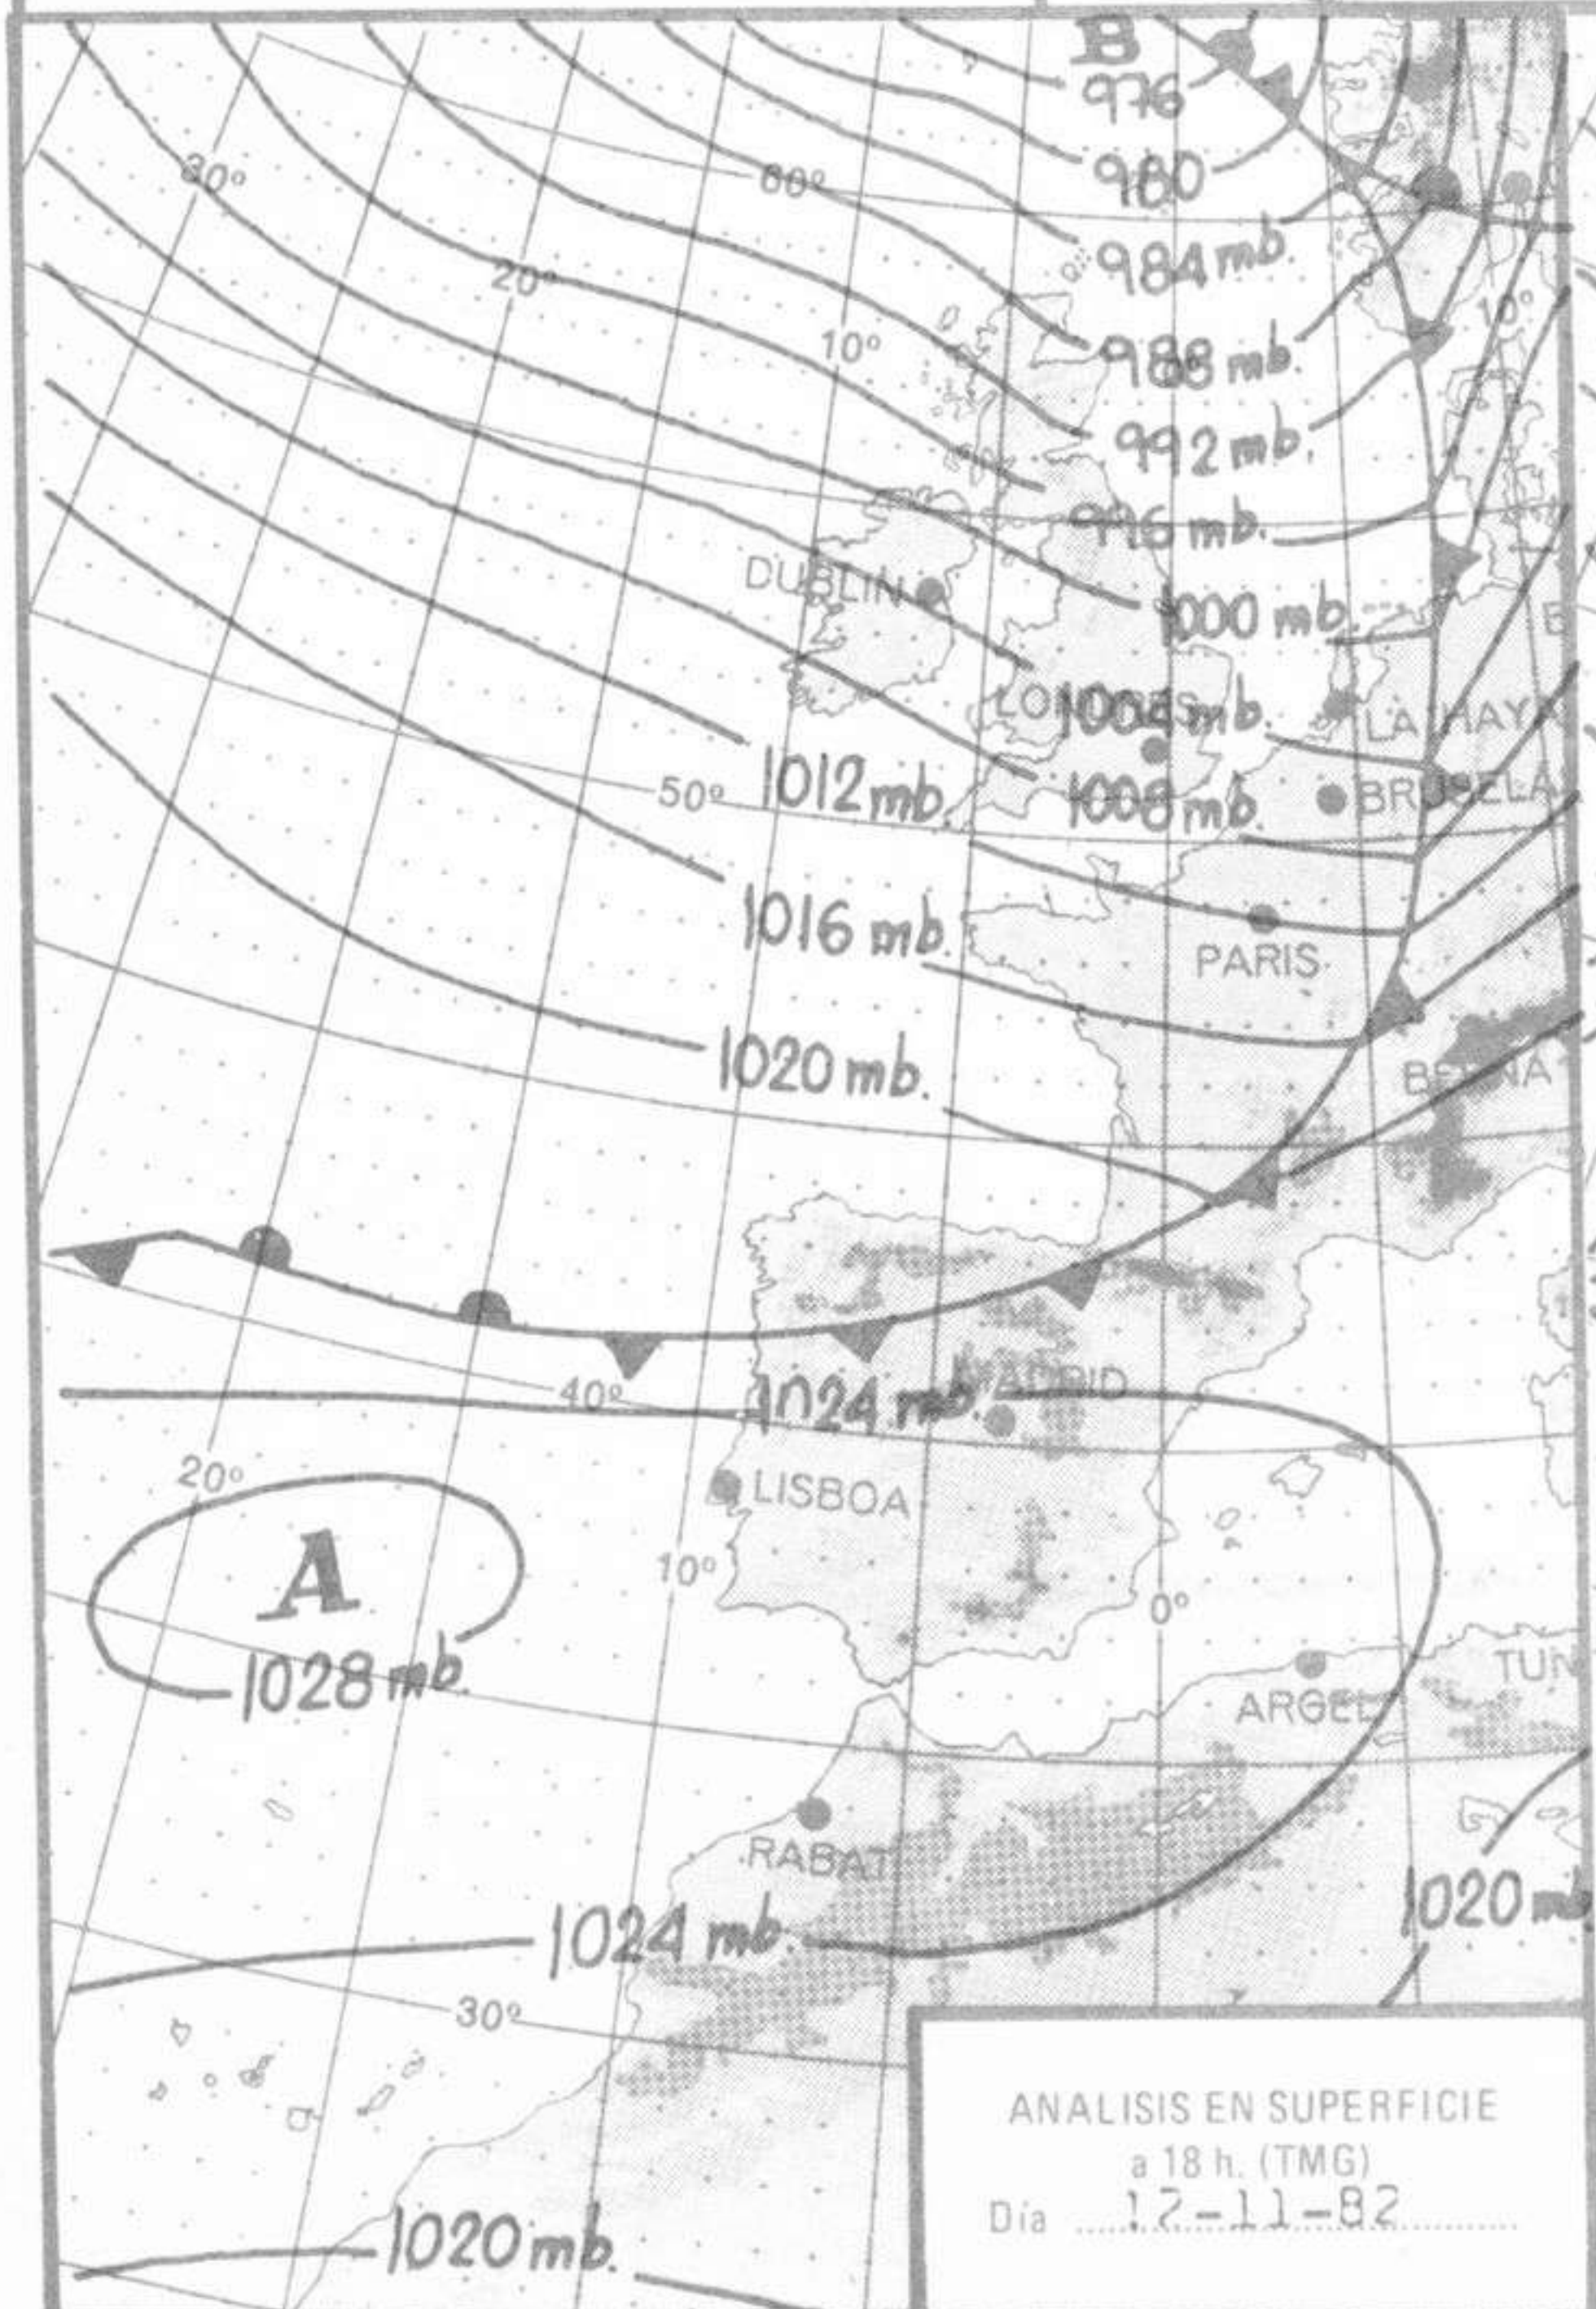 B
976
980
30º
60º
984 mb.
20º
10º
10º
988 mb.
992 mb.
996 mb.
DUBLIN
1000 mb.
LONDRES
1004 mb.
LA HAYA
1012 mb.
50º
1008 mb.
BRUSELA
1016 mb.
PARIS
1020 mb.
BERNA
40º
1024 mb.
MADRID
20º
LISBOA
A
10º
0º
1028 mb.
TUN
ARGEL
RABAT
1020 mb
1024 mb.
30º
ANALISIS EN SUPERFICIE
a 18 h. (TMG)
Día 12-11-82
1020 mb.